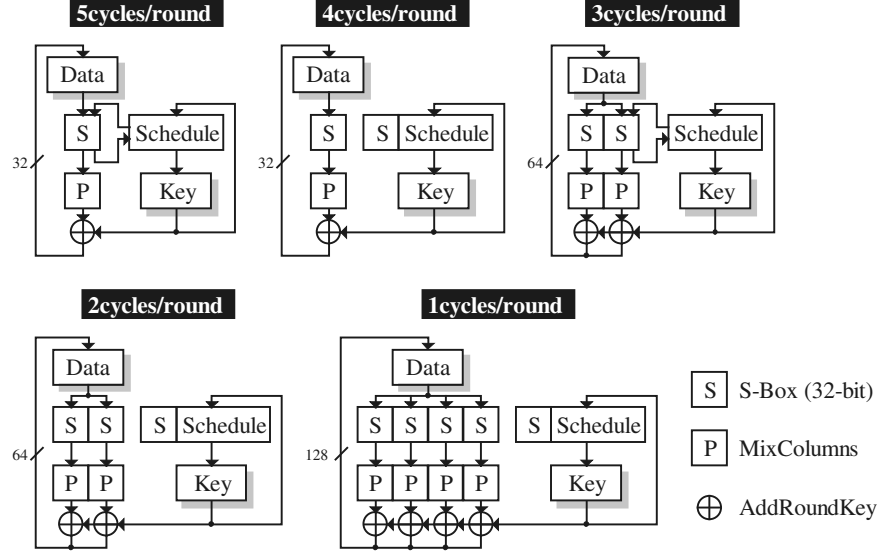 5cycles/round
4cycles/round
3cycles/round
Data
S
Schedule
32
P
Key
Data
S
S Schedule
32
P
Key
Data
S S
Schedule
64
P P
Key
2cycles/round
1cycles/round
Data
S S
S Schedule
64
P P
Key
Data
S S S S
S Schedule
128
P P P P
Key
S S-Box (32-bit)
P MixColumns
AddRoundKey